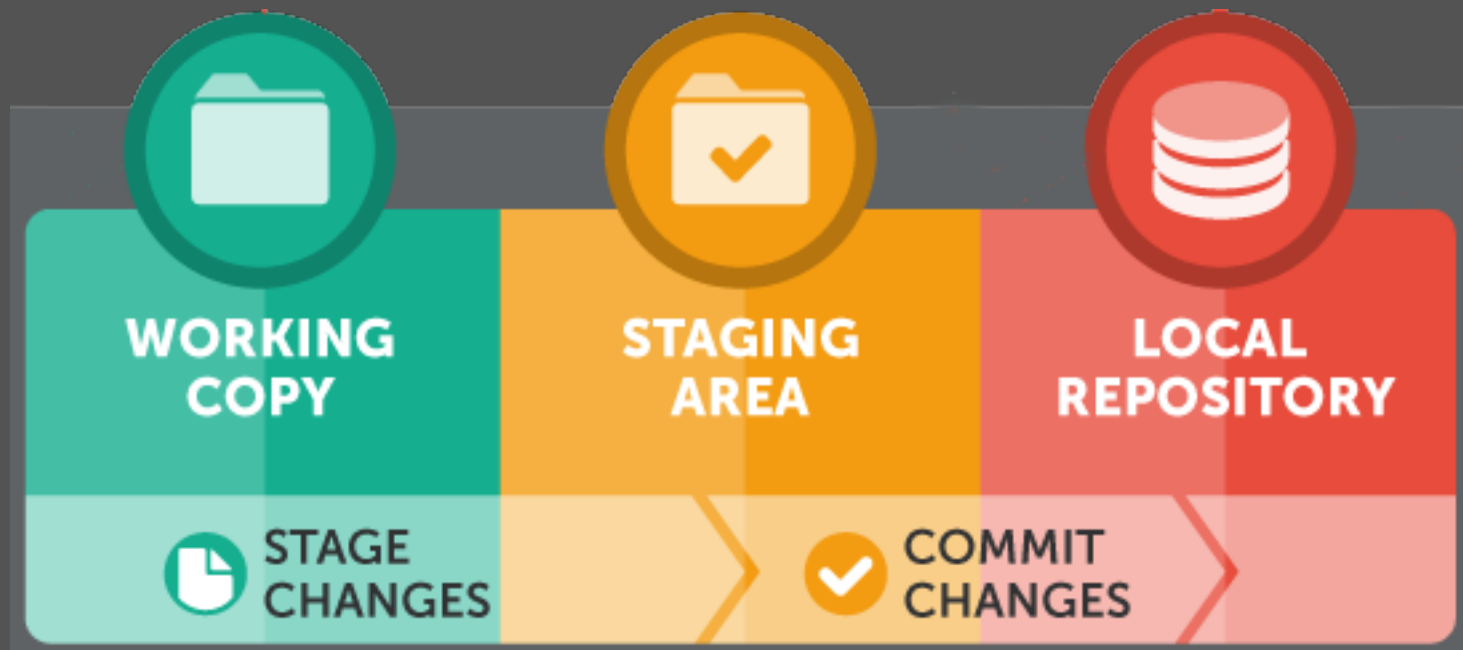 WORKING
COPY
STAGING
AREA
LOCAL
REPOSITORY
STAGE
CHANGES
COMMIT
CHANGES